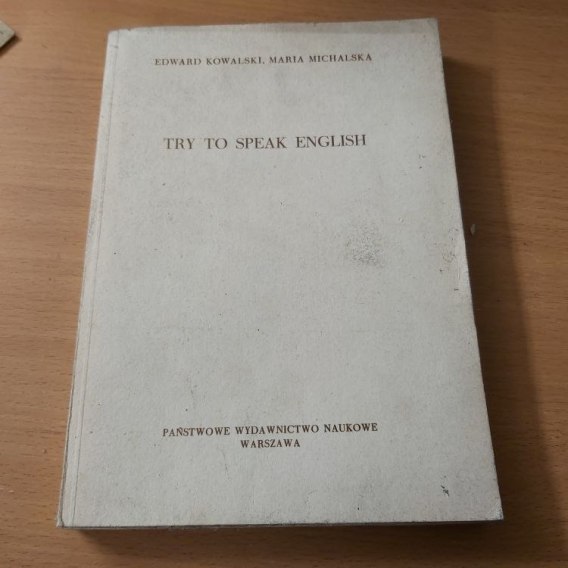 EDWARD KOWALSKI, MARIA MICHALSKA
TRY TO SPEAK ENGLISH
PAŃSTWOWE WYDAWNICTWO NAUKOWE
WARSZAWA